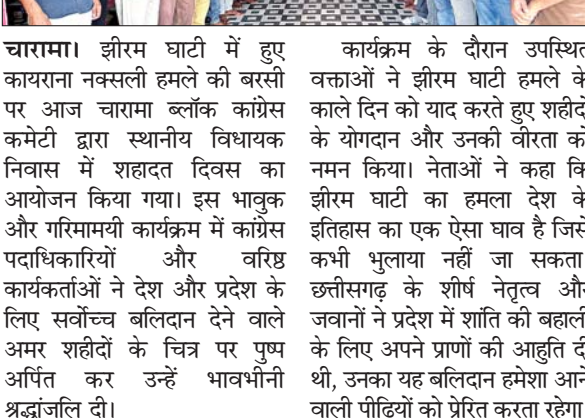 चारामा। झीरम घाटी में हुए
कायराना नक्सली हमले की बरसी
पर आज चारामा ब्लॉक कांग्रेस
कमेटी द्वारा स्थानीय विधायक
निवास में शहादत दिवस का
आयोजन किया गया। इस भावुक
और गरिमामयी कार्यक्रम में कांग्रेस
पदाधिकारियों और वरिष्ठ
कार्यकर्ताओं ने देश और प्रदेश के
लिए सर्वोच्च बलिदान देने वाले
अमर शहीदों के चित्र पर पुष्प
अर्पित कर उन्हें भावभीनी
श्रद्धांजलि दी।
कार्यक्रम के दौरान उपस्थित
वक्ताओं ने झीरम घाटी हमले के
काले दिन को याद करते हुए शहीदों
के योगदान और उनकी वीरता को
नमन किया। नेताओं ने कहा कि
झीरम घाटी का हमला देश के
इतिहास का एक ऐसा घाव है जिसे
कभी भुलाया नहीं जा सकता
छत्तीसगढ़ के शीर्ष नेतृत्व और
जवानों ने प्रदेश में शांति की बहाली
के लिए अपने प्राणों की आहुति दी
थी, उनका यह बलिदान हमेशा आने
वाली पीढ़ियों को प्रेरित करता रहेगा